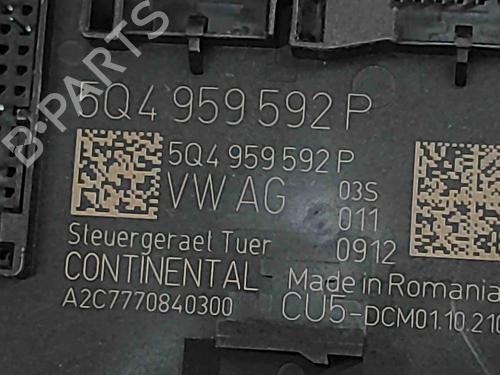 5Q4 959 592 P
5Q4 959 592 P
VW AG 03S
011
Steuergeraet Tuer 0912
CONTINENTAL Made in Romania
A2C7770840300 CU5-DCM01.10.210
B-PARTS